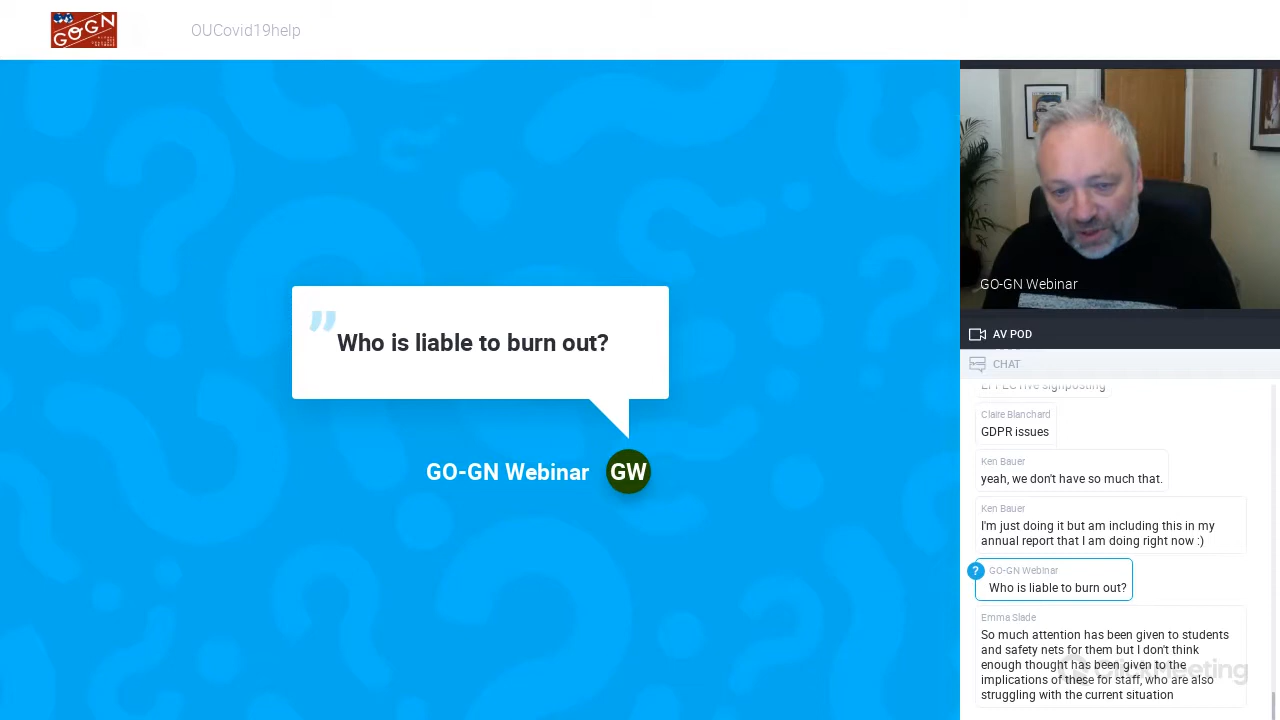 GO-GN
OUCovid19help
"
Who is liable to burn out?
GO-GN Webinar
GW
GO-GN Webinar
AV POD
CHAT
EFFECTive signposting
Claire Blanchard
GDPR issues
Ken Bauer
yeah, we don't have so much that.
Ken Bauer
I'm just doing it but am including this in my
annual report that I am doing right now :)
?
GO-GN Webinar
Who is liable to burn out?
Emma Slade
So much attention has been given to students
and safety nets for them but I don't think
enough thought has been given to the
implications of these for staff, who are also
struggling with the current situation
ClickMeeting